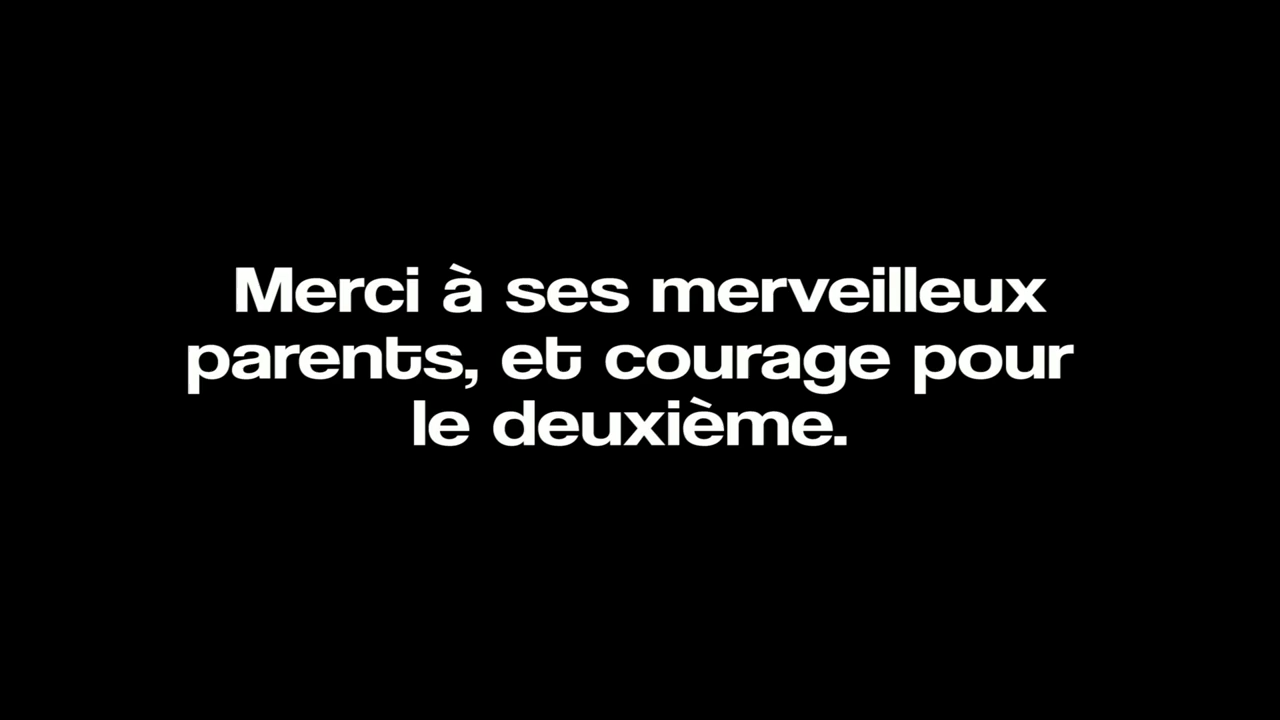 Merci à ses merveilleux
parents, et courage pour
le deuxième.